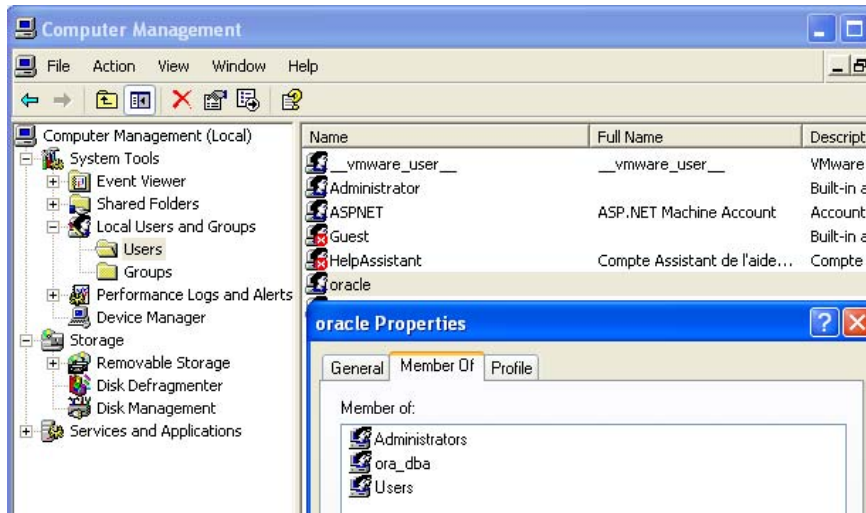 Computer Management
File Action View Window Help
Computer Management (Local)
System Tools
Event Viewer
Shared Folders
Local Users and Groups
Users
Groups
Performance Logs and Alerts
Device Manager
Storage
Removable Storage
Disk Defragmenter
Disk Management
Services and Applications
Name Full Name Descript
__vmware_user__ __vmware_user__ VMware
Administrator Built-in a
ASPNET ASP.NET Machine Account Account
Guest Built-in a
HelpAssistant Compte Assistant de l'aide... Compte
oracle
oracle Properties
General Member Of Profile
Member of:
Administrators
ora_dba
Users